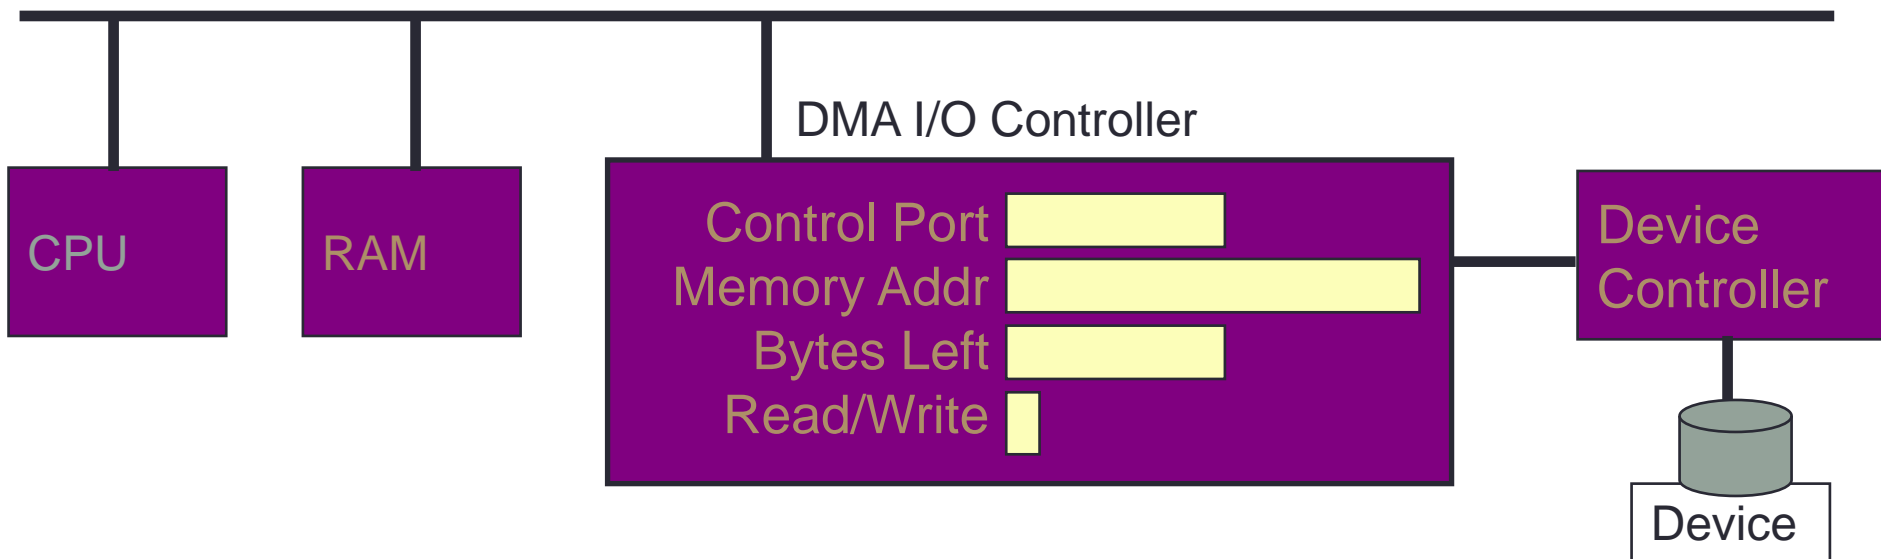 DMA I/O Controller
CPU
RAM
Control Port
Memory Addr
Bytes Left
Read/Write
Device
Controller
Device